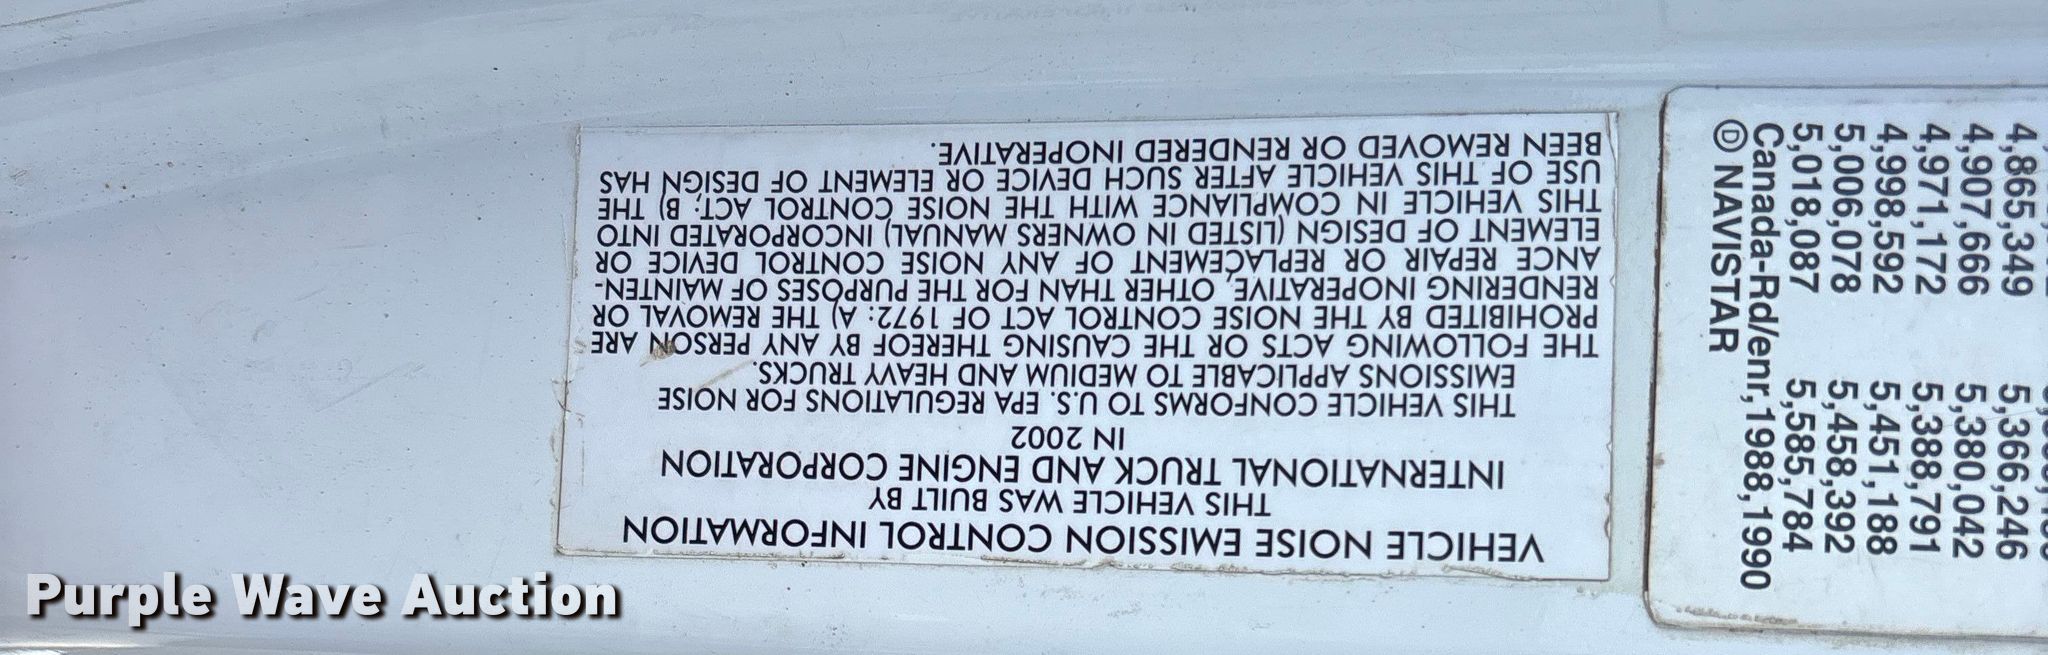 VEHICLE NOISE EMISSION CONTROL INFORMATION
THIS VEHICLE WAS BUILT BY
INTERNATIONAL TRUCK AND ENGINE CORPORATION
IN 2002
THIS VEHICLE CONFORMS TO U.S. EPA REGULATIONS FOR NOISE
EMISSIONS APPLICABLE TO MEDIUM AND HEAVY TRUCKS.
THE FOLLOWING ACTS OR THE CAUSING THEREOF BY ANY PERSON ARE
PROHIBITED BY THE NOISE CONTROL ACT OF 1972: A) THE REMOVAL OR
RENDERING INOPERATIVE, OTHER THAN FOR THE PURPOSES OF MAINTEN-
ANCE REPAIR OR REPLACEMENT OF ANY NOISE CONTROL DEVICE OR
ELEMENT OF DESIGN (LISTED IN OWNERS MANUAL) INCORPORATED INTO
THIS VEHICLE IN COMPLIANCE WITH THE NOISE CONTROL ACT; B) THE
USE OF THIS VEHICLE AFTER SUCH DEVICE OR ELEMENT OF DESIGN HAS
BEEN REMOVED OR RENDERED INOPERATIVE.
4,865,349 5,366,246
4,907,666 5,380,042
4,971,172 5,388,791
4,998,592 5,451,188
5,006,078 5,458,392
5,018,087 5,585,784
Canada-Rd/enr,1988,1990
Ⓓ NAVISTAR
Purple Wave Auction